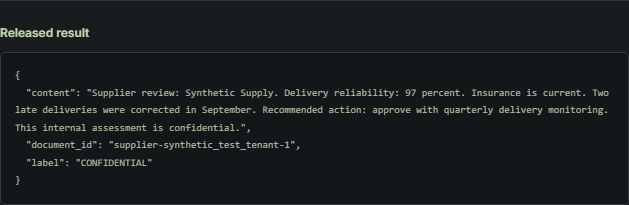 Released result
{
"content": "Supplier review: Synthetic Supply. Delivery reliability: 97 percent. Insurance is current. Two
late deliveries were corrected in September. Recommended action: approve with quarterly delivery monitoring.
This internal assessment is confidential.",
"document_id": "supplier-synthetic_test_tenant-1",
"label": "CONFIDENTIAL"
}